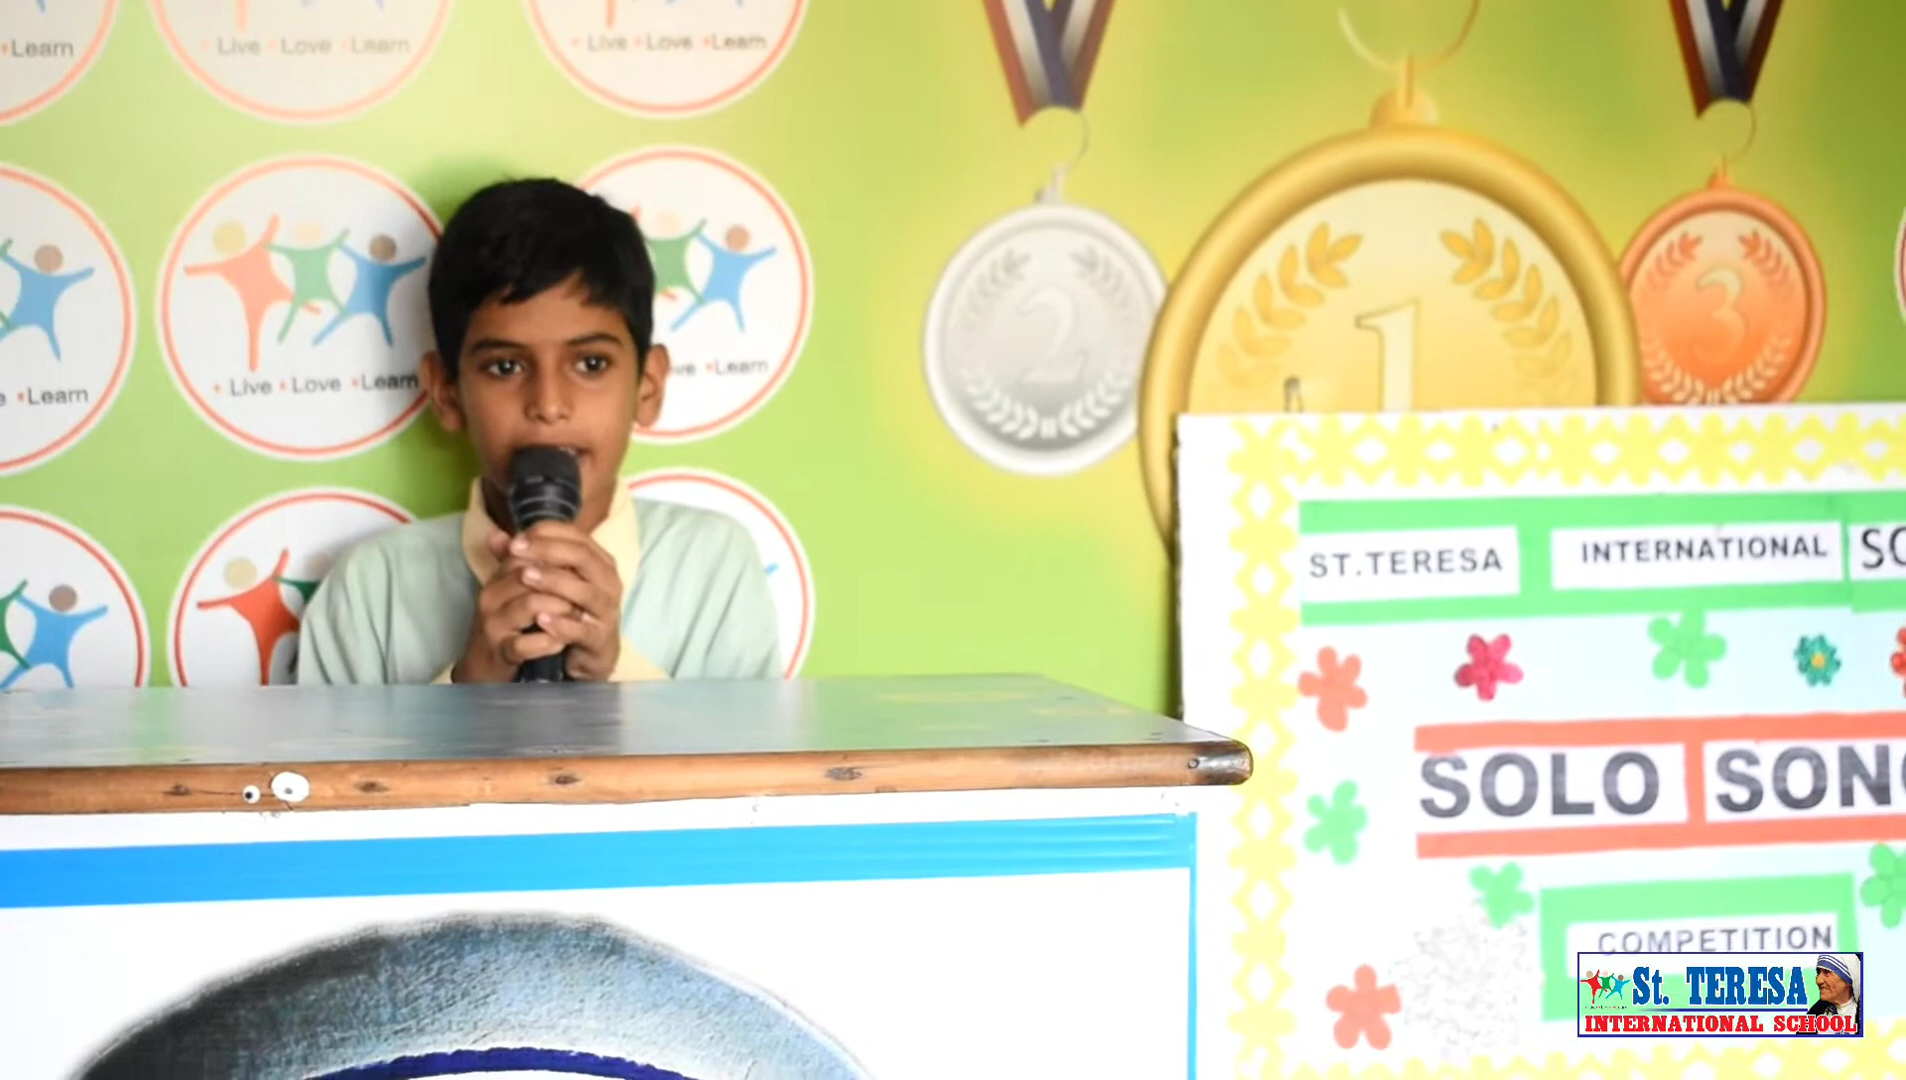 •Learn
• Live • Love • Learn
• Live • Love • Learn
•Learn
• Live • Love • Learn
•Learn
2
1
3
ST.TERESA INTERNATIONAL
SOLO SONG
COMPETITION
St. TERESA
INTERNATIONAL SCHOOL